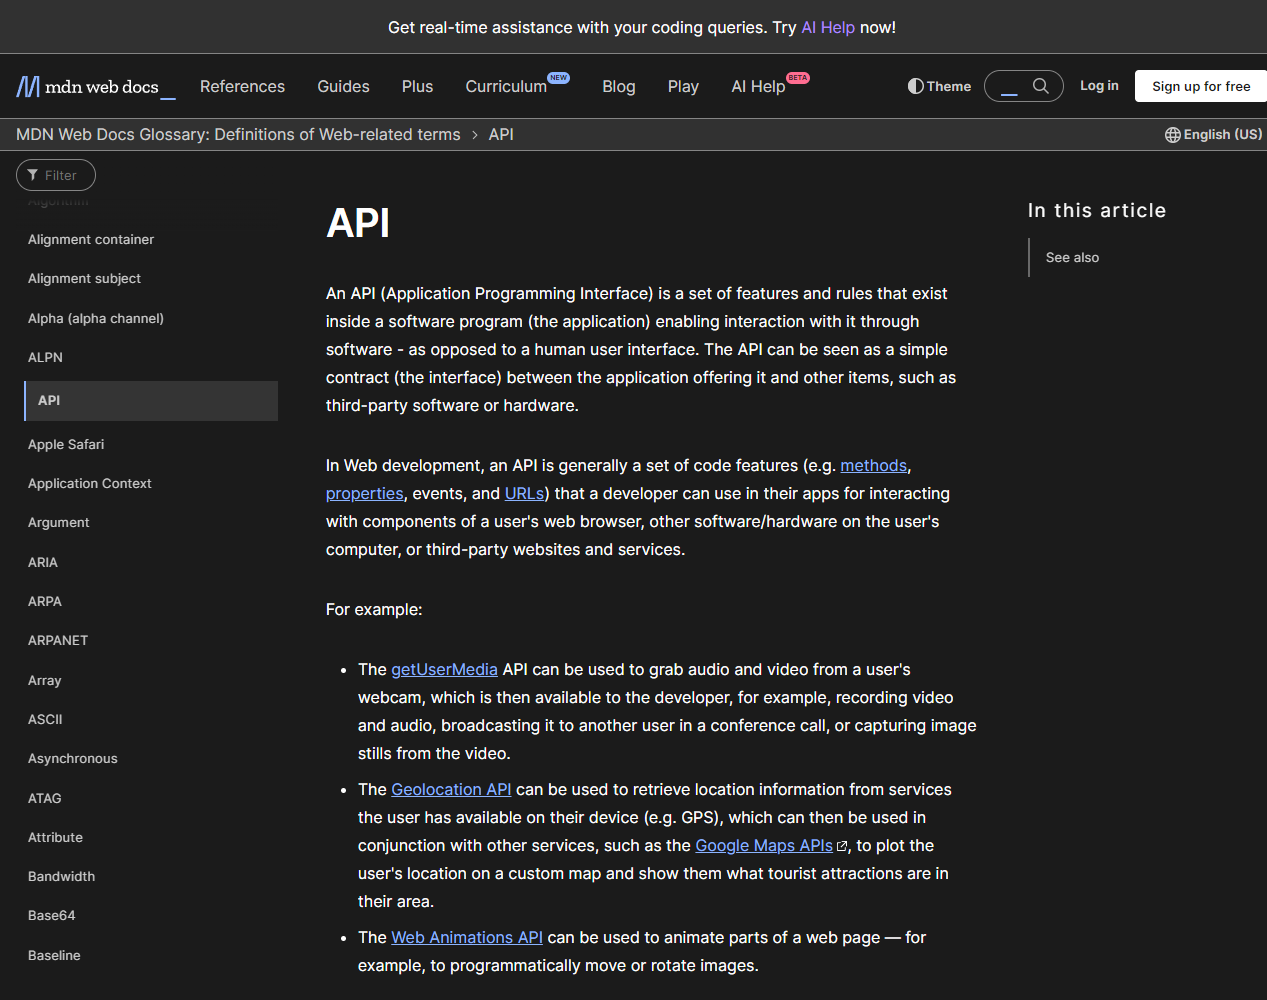 Get real-time assistance with your coding queries. Try AI Help now!
mdn web docs_
References
Guides
Plus
Curriculum NEW
Blog
Play
AI Help BETA
Theme
Log in
Sign up for free
MDN Web Docs Glossary: Definitions of Web-related terms > API
English (US)
Filter
Algorithm
Alignment container
Alignment subject
Alpha (alpha channel)
ALPN
API
Apple Safari
Application Context
Argument
ARIA
ARPA
ARPANET
Array
ASCII
Asynchronous
ATAG
Attribute
Bandwidth
Base64
Baseline
API
An API (Application Programming Interface) is a set of features and rules that exist
inside a software program (the application) enabling interaction with it through
software - as opposed to a human user interface. The API can be seen as a simple
contract (the interface) between the application offering it and other items, such as
third-party software or hardware.
In Web development, an API is generally a set of code features (e.g. methods,
properties, events, and URLs) that a developer can use in their apps for interacting
with components of a user's web browser, other software/hardware on the user's
computer, or third-party websites and services.
For example:
• The getUserMedia API can be used to grab audio and video from a user's
webcam, which is then available to the developer, for example, recording video
and audio, broadcasting it to another user in a conference call, or capturing image
stills from the video.
• The Geolocation API can be used to retrieve location information from services
the user has available on their device (e.g. GPS), which can then be used in
conjunction with other services, such as the Google Maps APIs, to plot the
user's location on a custom map and show them what tourist attractions are in
their area.
• The Web Animations API can be used to animate parts of a web page — for
example, to programmatically move or rotate images.
In this article
See also